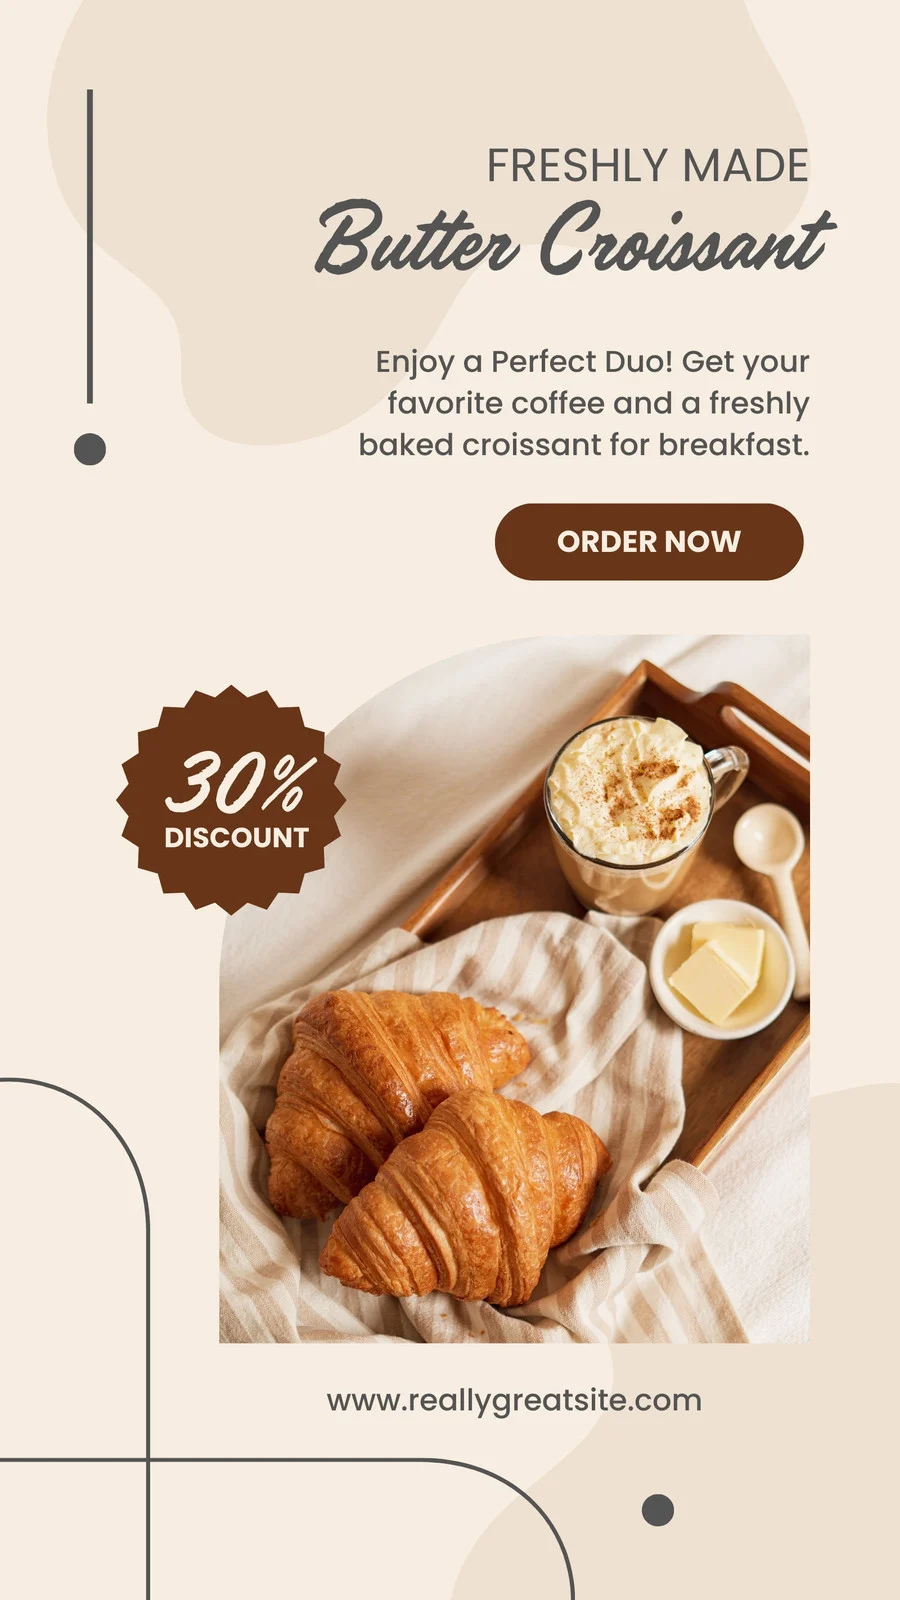 FRESHLY MADE
Butter Croissant
Enjoy a Perfect Duo! Get your
favorite coffee and a freshly
baked croissant for breakfast.
ORDER NOW
30%
DISCOUNT
www.reallygreatsite.com